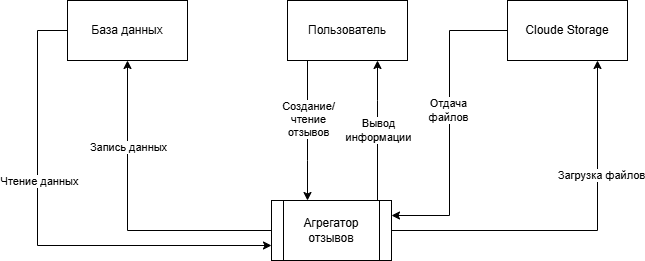 База данных
Пользователь
Cloude Storage
Создание/
чтение
отзывов
Вывод
информации
Отдача
файлов
Запись данных
Чтение данных
Загрузка файлов
Агрегатор
отзывов